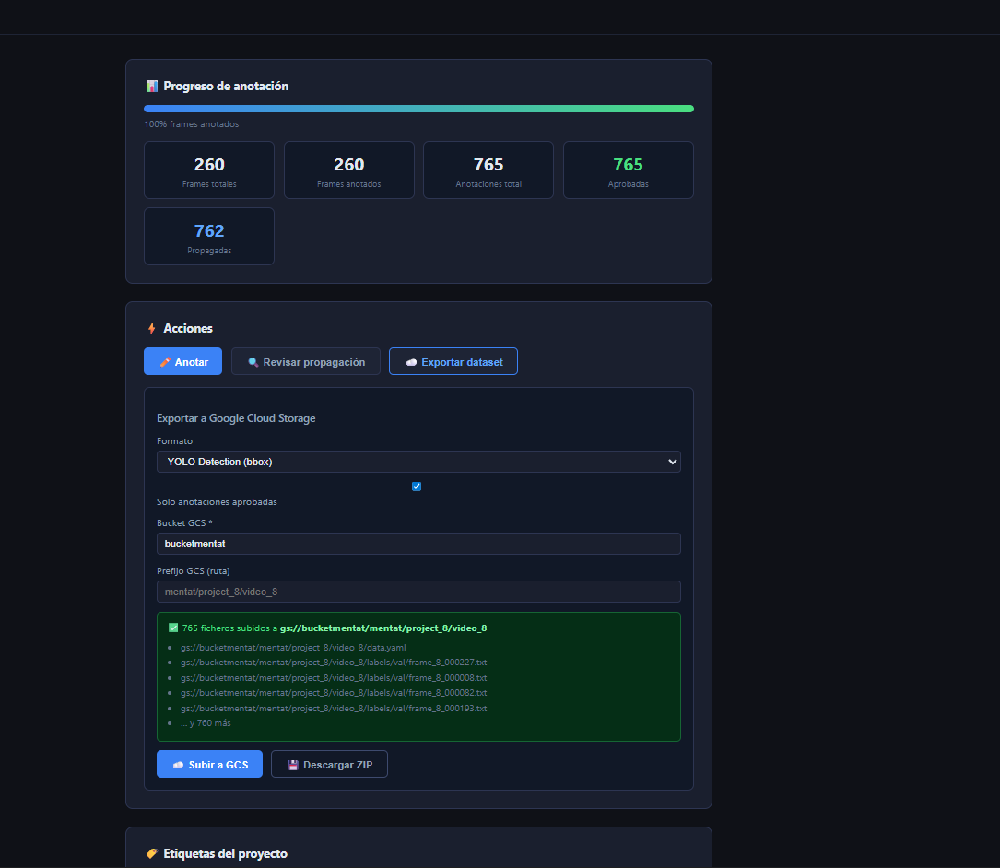 Progreso de anotación
100% frames anotados
260
Frames totales
260
Frames anotados
765
Anotaciones total
765
Aprobadas
762
Propagadas
Acciones
Anotar
Revisar propagación
Exportar dataset
Exportar a Google Cloud Storage
Formato
YOLO Detection (bbox)
Solo anotaciones aprobadas
Bucket GCS *
bucketmentat
Prefijo GCS (ruta)
mentat/project_8/video_8
765 ficheros subidos a gs://bucketmentat/mentat/project_8/video_8
gs://bucketmentat/mentat/project_8/video_8/data.yaml
gs://bucketmentat/mentat/project_8/video_8/labels/val/frame_8_000227.txt
gs://bucketmentat/mentat/project_8/video_8/labels/val/frame_8_000008.txt
gs://bucketmentat/mentat/project_8/video_8/labels/val/frame_8_000082.txt
gs://bucketmentat/mentat/project_8/video_8/labels/val/frame_8_000193.txt
... y 760 más
Subir a GCS
Descargar ZIP
Etiquetas del proyecto